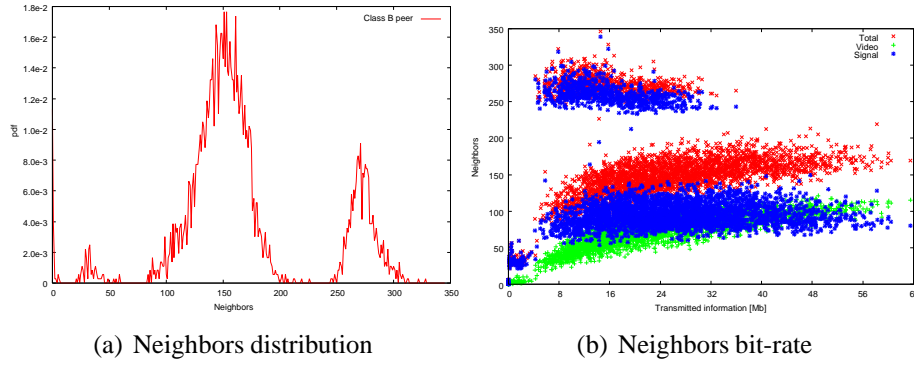 Class B peer
1.8e-2
1.6e-2
1.4e-2
1.2e-2
1.0e-2
8.0e-3
6.0e-3
4.0e-3
2.0e-3
0
pdf
0
50
100
150
200
250
300
350
Neighbors
(a) Neighbors distribution
Total
Video
Signal
350
300
250
200
150
100
50
0
Neighbors
0
8
16
24
32
40
48
56
6
Transmitted information [Mb]
(b) Neighbors bit-rate